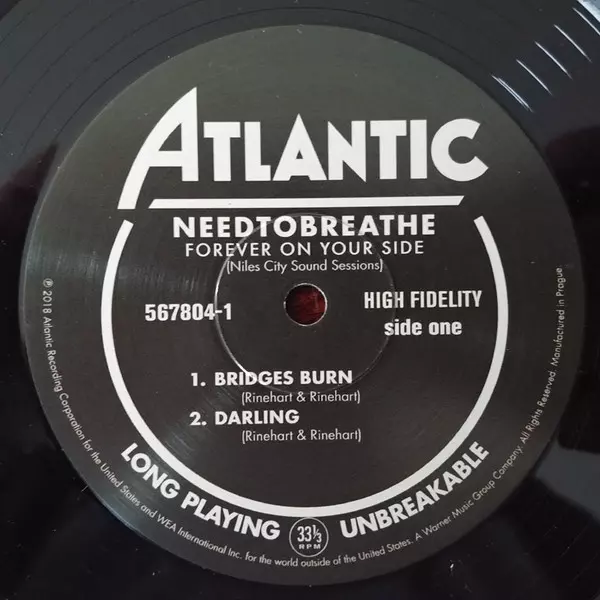 ATLANTIC
NEEDTOBREATHE
FOREVER ON YOUR SIDE
(Niles City Sound Sessions)
567804-1
HIGH FIDELITY
side one
1. BRIDGES BURN
(Rinehart & Rinehart)
2. DARLING
(Rinehart & Rinehart)
LONG PLAYING
33⅓
RPM
UNBREAKABLE
℗ 2018 Atlantic Recording Corporation for the United States and WEA International Inc. for the world outside of the United States. A Warner Music Group Company. All Rights Reserved. Manufactured in Prague.